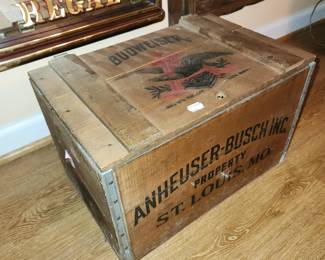 REGAL
BUDWEISER
ANHEUSER-BUSCH INC.
PROPERTY
ST. LOUIS, MO.